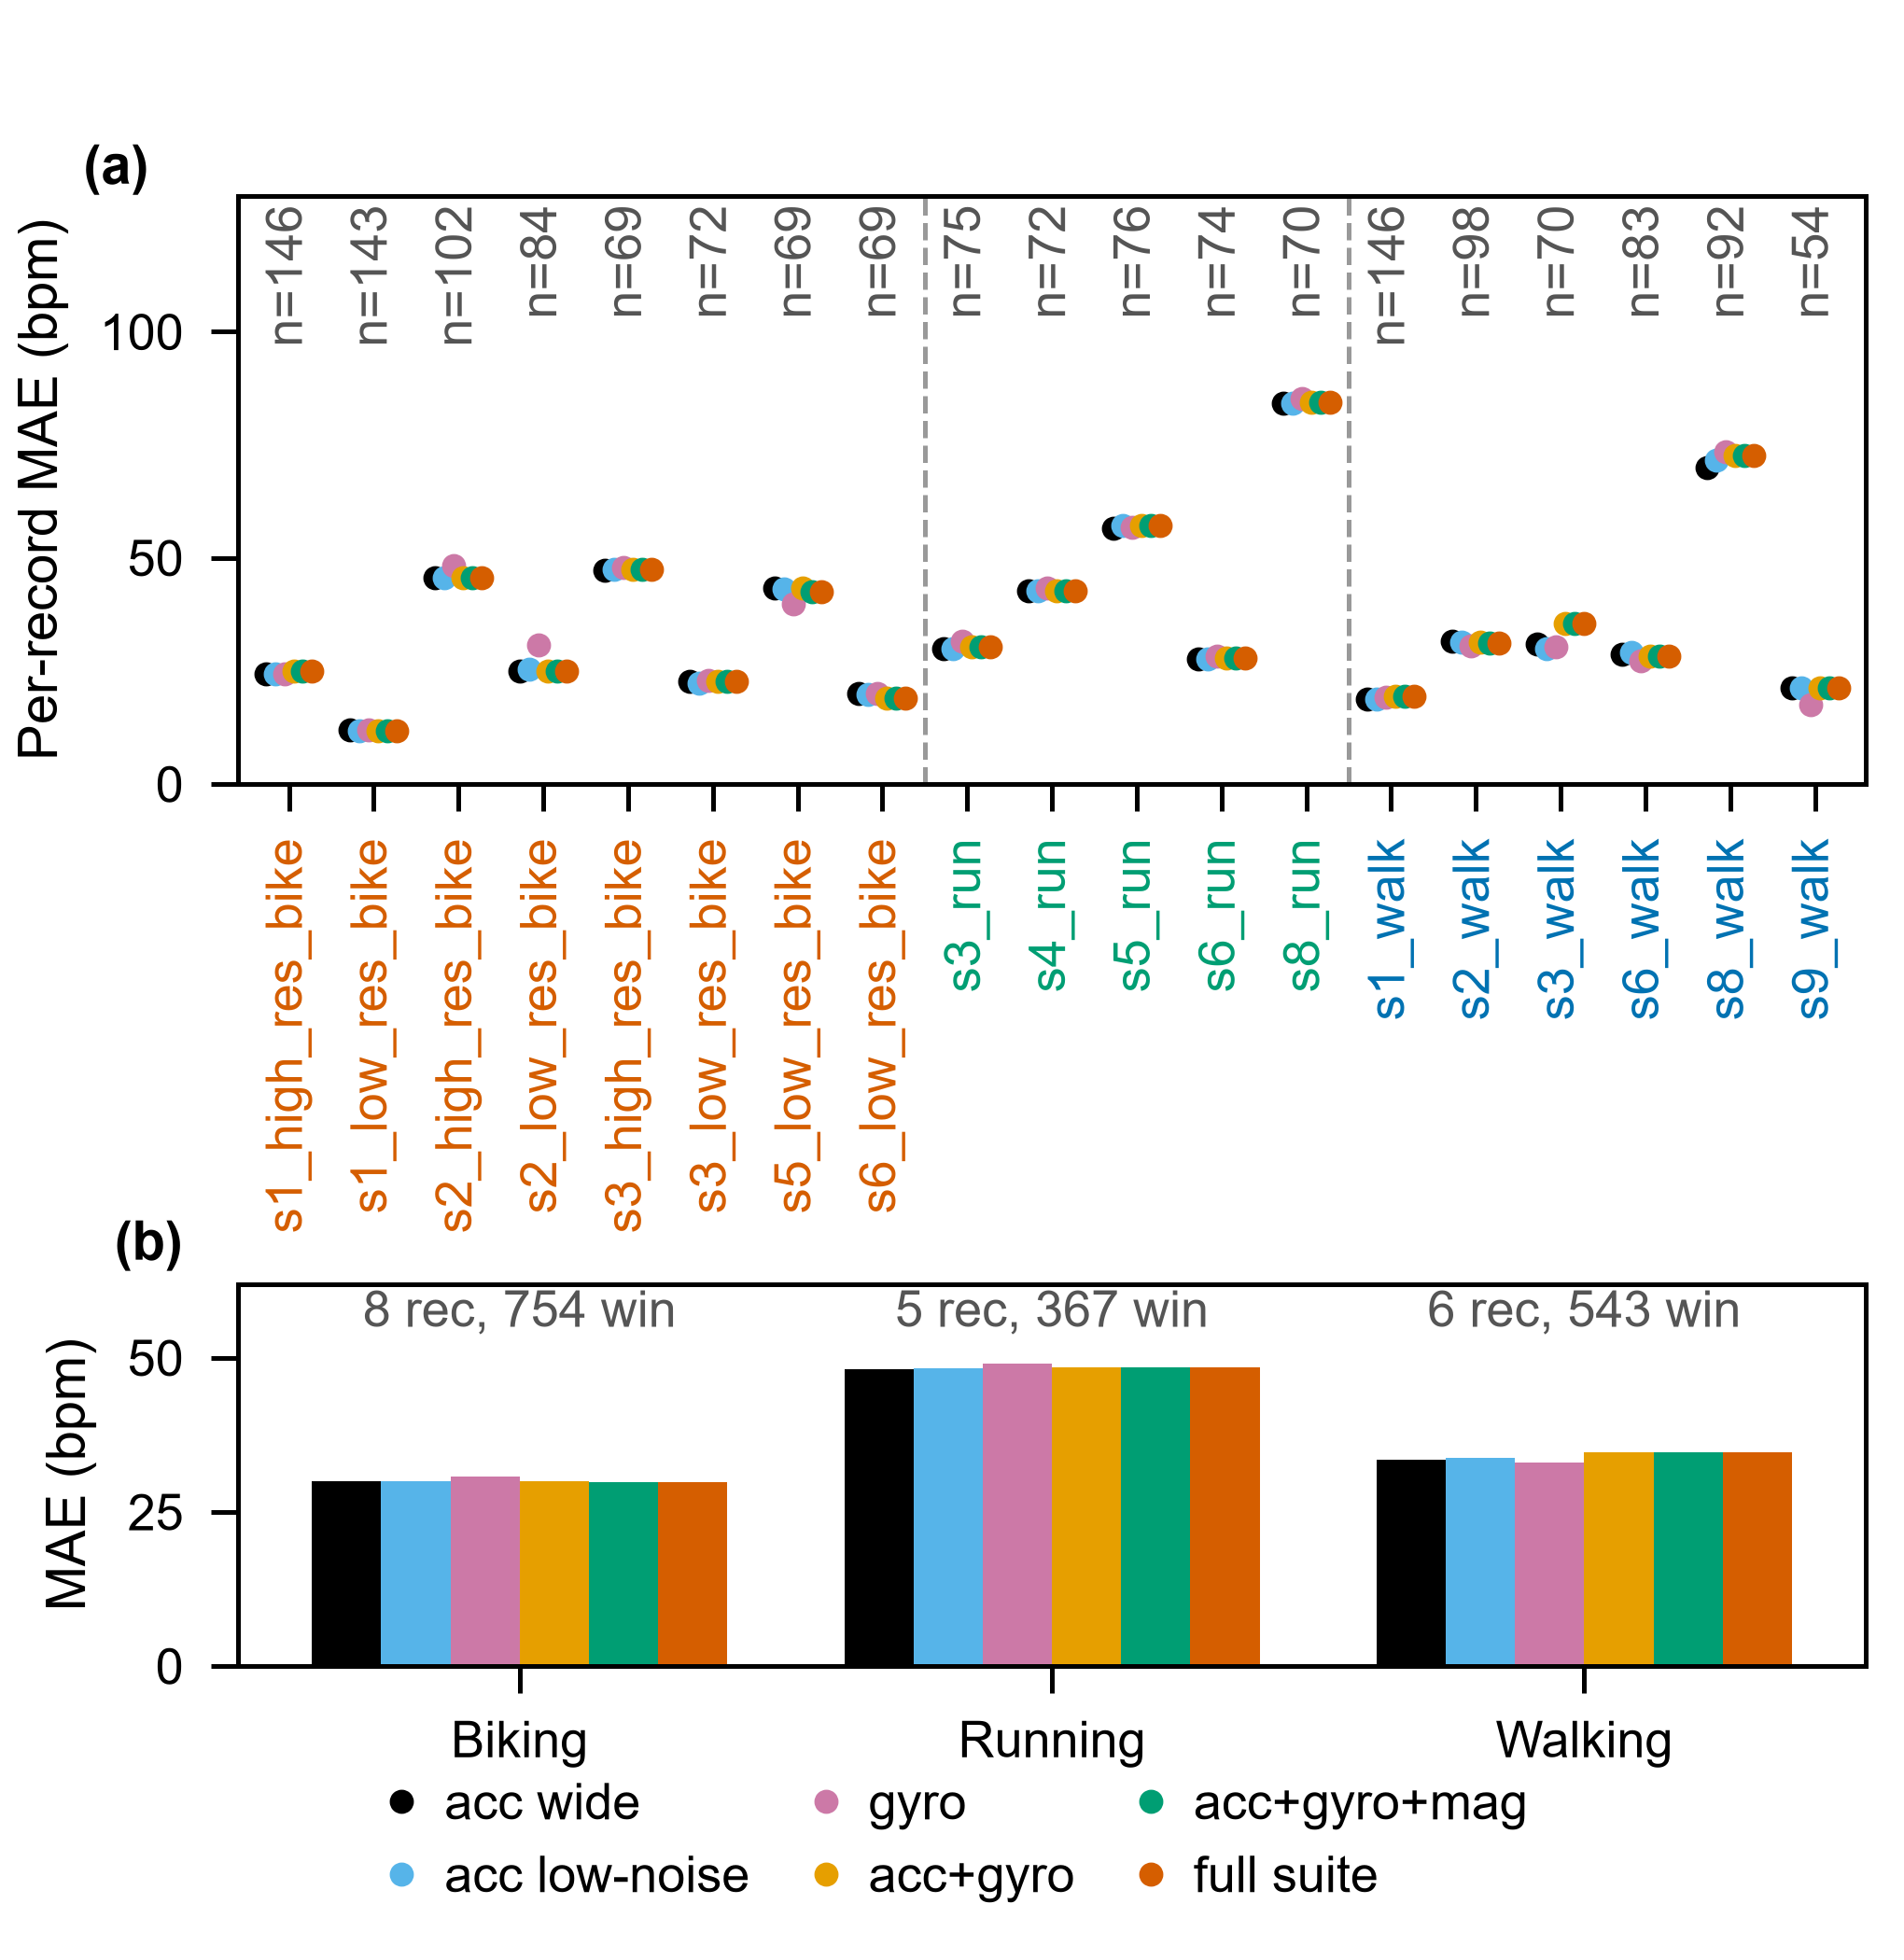 (a)
Per-record MAE (bpm)
100
50
0
n=146
n=143
n=102
n=84
n=69
n=72
n=69
n=69
n=75
n=72
n=76
n=74
n=70
n=146
n=98
n=70
n=83
n=92
n=54
s1_high_res_bike
s1_low_res_bike
s2_high_res_bike
s2_low_res_bike
s3_high_res_bike
s3_low_res_bike
s5_low_res_bike
s6_low_res_bike
s3_run
s4_run
s5_run
s6_run
s8_run
s1_walk
s2_walk
s3_walk
s6_walk
s8_walk
s9_walk
(b)
MAE (bpm)
50
25
0
8 rec, 754 win
5 rec, 367 win
6 rec, 543 win
Biking
Running
Walking
acc wide
gyro
acc+gyro+mag
acc low-noise
acc+gyro
full suite